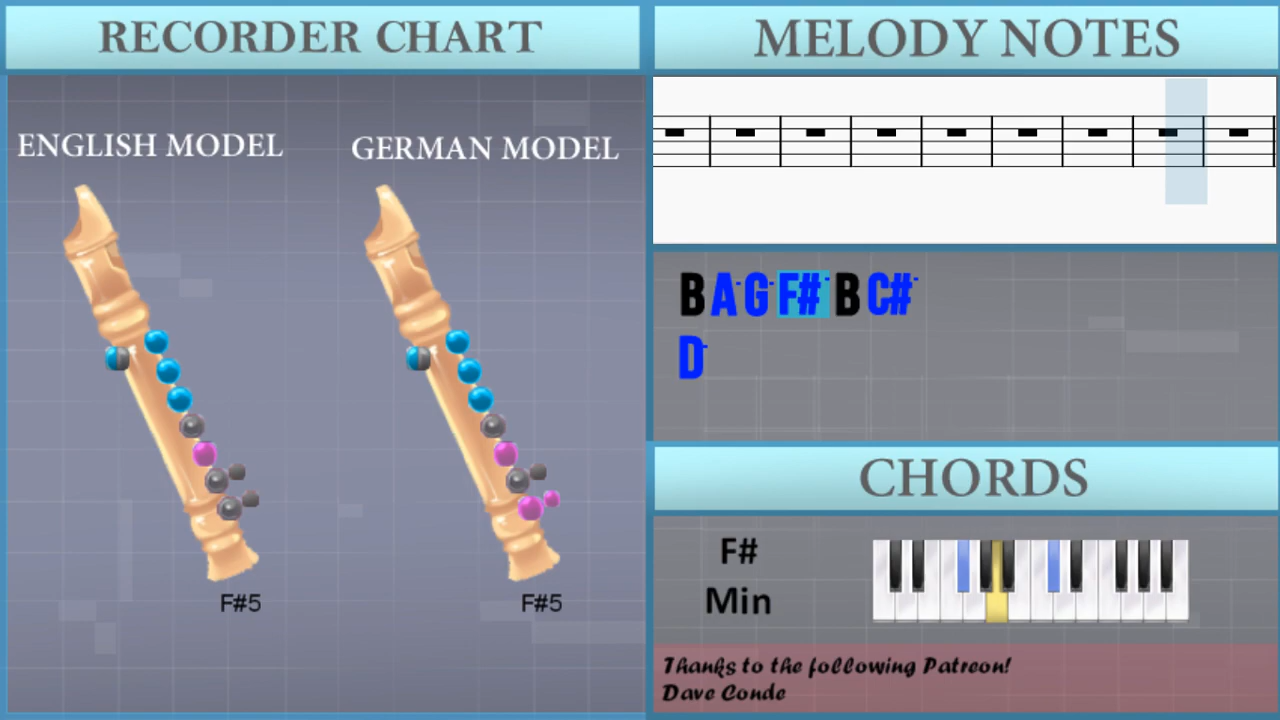 RECORDER CHART
MELODY NOTES
ENGLISH MODEL
GERMAN MODEL
B A- G- F#- B C#-
D-
F#5
F#5
CHORDS
F#
Min
Thanks to the following Patreon!
Dave Conde